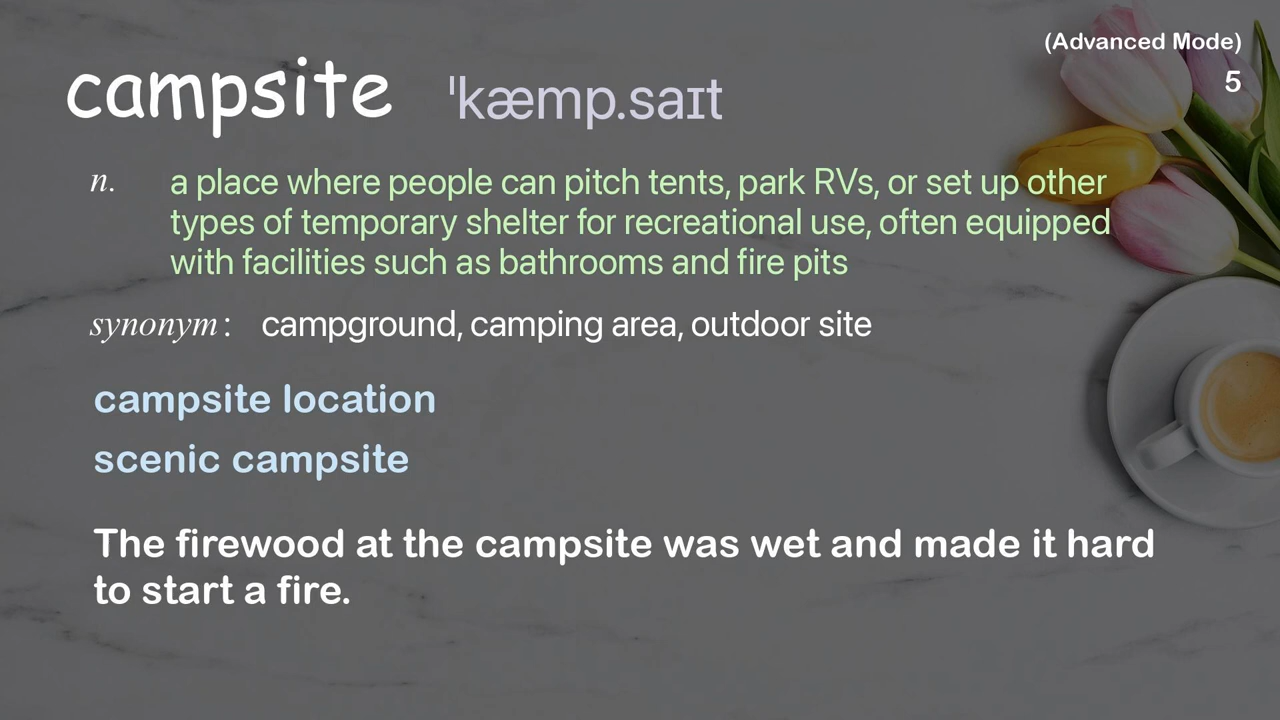 (Advanced Mode)
5
campsite ˈkæmp.saɪt
n. a place where people can pitch tents, park RVs, or set up other
types of temporary shelter for recreational use, often equipped
with facilities such as bathrooms and fire pits
synonym: campground, camping area, outdoor site
campsite location
scenic campsite
The firewood at the campsite was wet and made it hard
to start a fire.